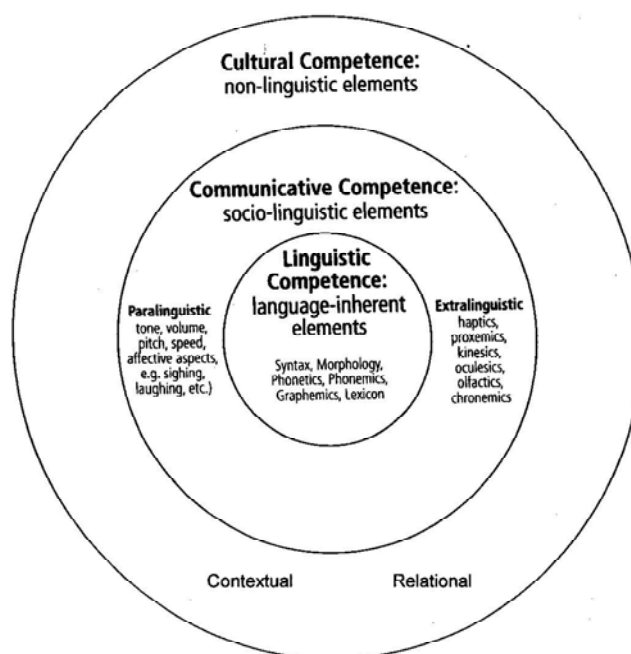 Cultural Competence:
non-linguistic elements
Communicative Competence:
socio-linguistic elements
Linguistic
Competence:
language-inherent
elements
Syntax, Morphology,
Phonetics, Phonemics,
Graphemics, Lexicon
Paralinguistic
tone, volume,
pitch, speed,
affective aspects,
e.g. sighing,
laughing, etc.)
Extralinguistic
haptics,
proxemics,
kinesics,
oculesics,
olfactics,
chronemics
Contextual
Relational